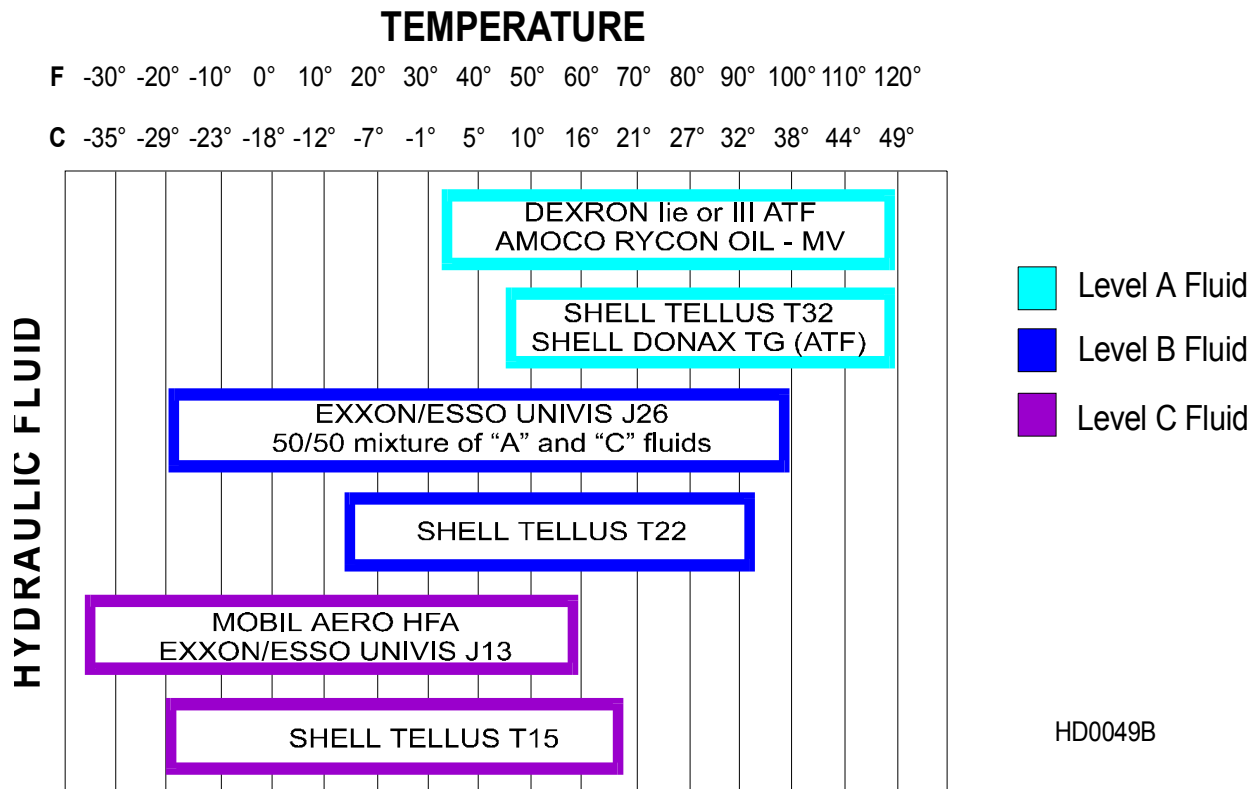 TEMPERATURE
F -30° -20° -10° 0° 10° 20° 30° 40° 50° 60° 70° 80° 90° 100° 110° 120°
C -35° -29° -23° -18° -12° -7° -1° 5° 10° 16° 21° 27° 32° 38° 44° 49°
HYDRAULIC FLUID
DEXRON Iie or III ATF
AMOCO RYCON OIL - MV
SHELL TELLUS T32
SHELL DONAX TG (ATF)
EXXON/ESSO UNIVIS J26
50/50 mixture of “A” and “C” fluids
SHELL TELLUS T22
MOBIL AERO HFA
EXXON/ESSO UNIVIS J13
SHELL TELLUS T15
Level A Fluid
Level B Fluid
Level C Fluid
HD0049B